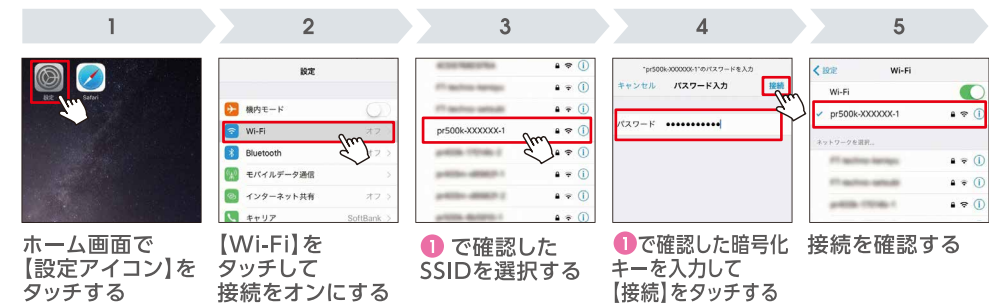 1
2
3
4
5
設定
Safari
ホーム画面で
【設定アイコン】を
タッチする
設定
機内モード
Wi-Fi オフ
Bluetooth オフ
モバイルデータ通信
インターネット共有 オフ
キャリア SoftBank
【Wi-Fi】を
タッチして
接続をオンにする
pr500k-XXXXXX-1
1 で確認した
SSIDを選択する
"pr500k-XXXXXX-1"のパスワードを入力
キャンセル パスワード入力 接続
パスワード ●●●●●●●●●●●
1で確認した暗号化
キーを入力して
【接続】をタッチする
設定 Wi-Fi
Wi-Fi
pr500k-XXXXXX-1
ネットワークを選択...
接続を確認する